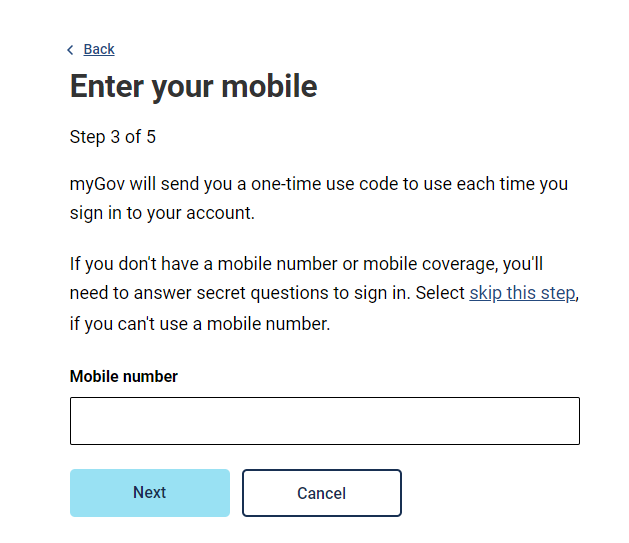 Back
Enter your mobile
Step 3 of 5
myGov will send you a one-time use code to use each time you
sign in to your account.
If you don't have a mobile number or mobile coverage, you'll
need to answer secret questions to sign in. Select skip this step,
if you can't use a mobile number.
Mobile number
Next
Cancel